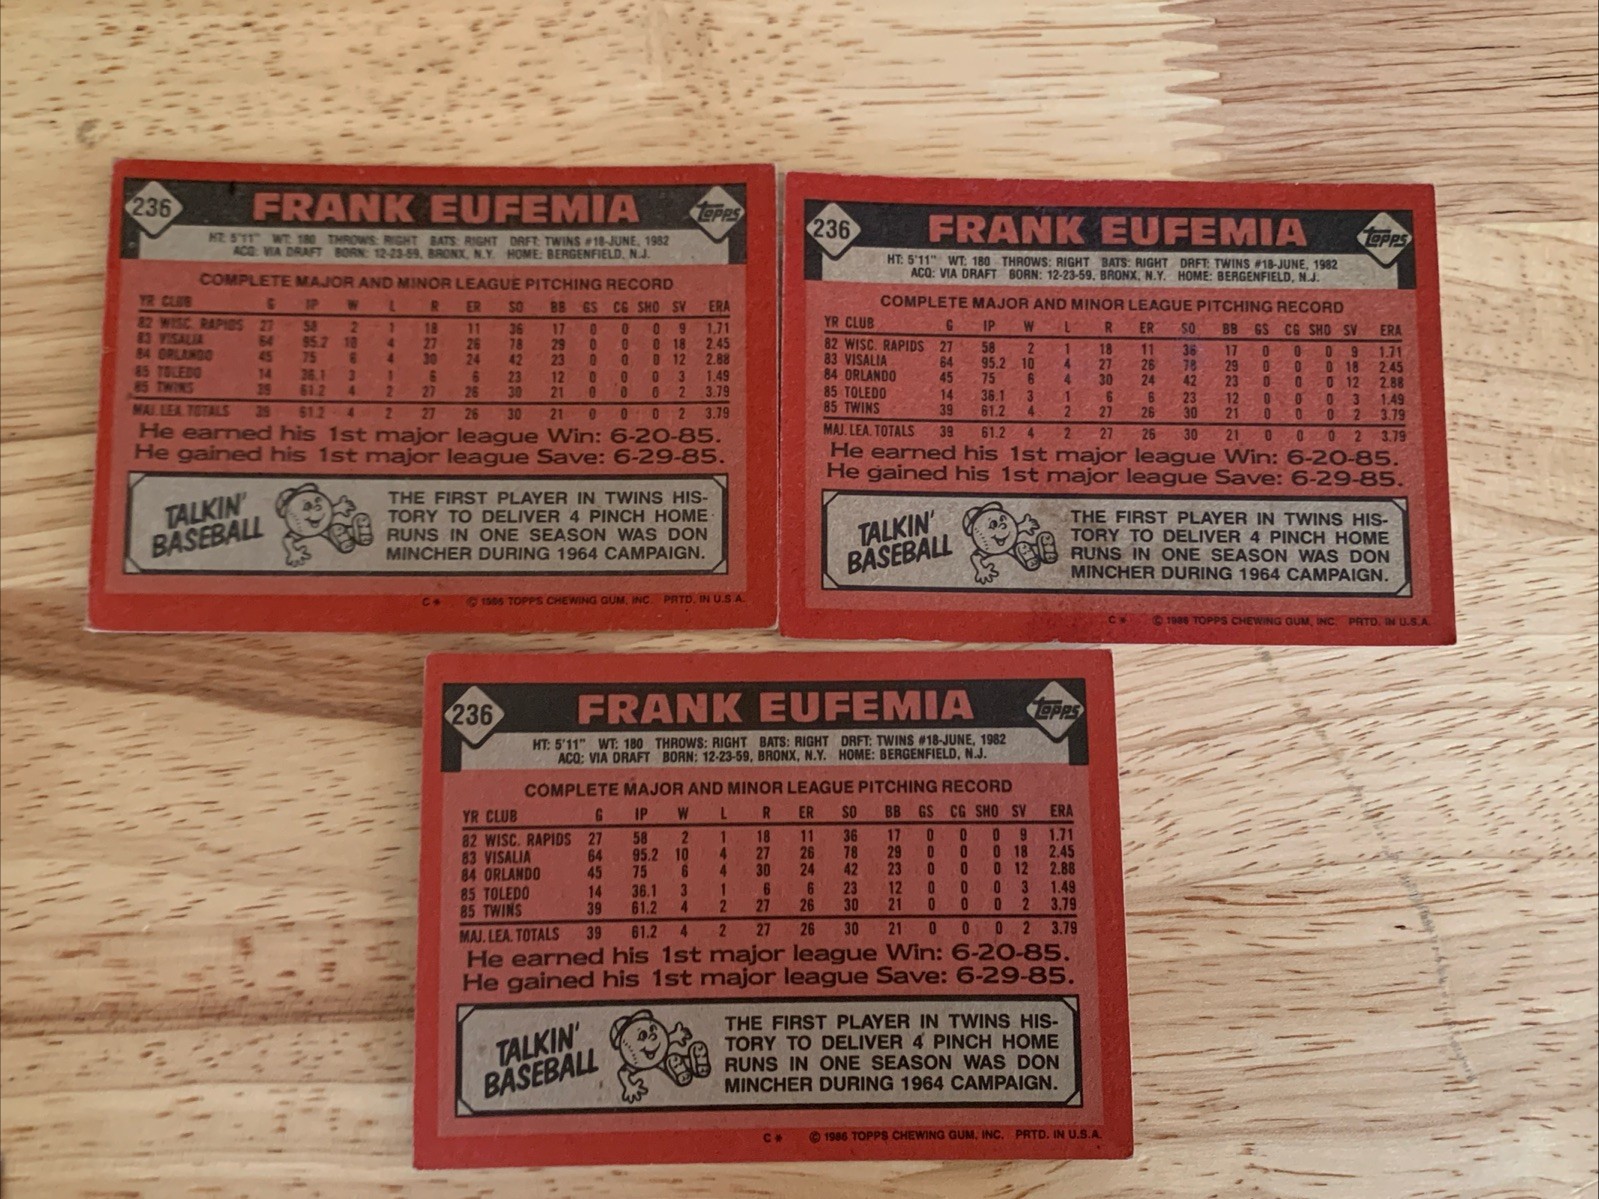 236 FRANK EUFEMIA Topps
HT: 5'11" WT: 180 THROWS: RIGHT BATS: RIGHT DRFT: TWINS #18-JUNE, 1982
ACQ: VIA DRAFT BORN: 12-23-59, BRONX, N.Y. HOME: BERGENFIELD, N.J.
COMPLETE MAJOR AND MINOR LEAGUE PITCHING RECORD
YR CLUB G IP W L R ER SO BB GS CG SHO SV ERA
82 WISC. RAPIDS 27 58 2 1 18 11 36 17 0 0 0 9 1.71
83 VISALIA 64 95.2 10 4 27 26 78 29 0 0 0 18 2.45
84 ORLANDO 45 75 6 4 30 24 42 23 0 0 0 12 2.88
85 TOLEDO 14 36.1 3 1 6 6 23 12 0 0 0 3 1.49
85 TWINS 39 61.2 4 2 27 26 30 21 0 0 0 2 3.79
MAJ. LEA. TOTALS 39 61.2 4 2 27 26 30 21 0 0 0 2 3.79
He earned his 1st major league Win: 6-20-85.
He gained his 1st major league Save: 6-29-85.
TALKIN'
BASEBALL
THE FIRST PLAYER IN TWINS HIS-
TORY TO DELIVER 4 PINCH HOME
RUNS IN ONE SEASON WAS DON
MINCHER DURING 1964 CAMPAIGN.
C* © 1986 TOPPS CHEWING GUM, INC. PRTD. IN U.S.A.
236 FRANK EUFEMIA Topps
HT: 5'11" WT: 180 THROWS: RIGHT BATS: RIGHT DRFT: TWINS #18-JUNE, 1982
ACQ: VIA DRAFT BORN: 12-23-59, BRONX, N.Y. HOME: BERGENFIELD, N.J.
COMPLETE MAJOR AND MINOR LEAGUE PITCHING RECORD
YR CLUB G IP W L R ER SO BB GS CG SHO SV ERA
82 WISC. RAPIDS 27 58 2 1 18 11 36 17 0 0 0 9 1.71
83 VISALIA 64 95.2 10 4 27 26 78 29 0 0 0 18 2.45
84 ORLANDO 45 75 6 4 30 24 42 23 0 0 0 12 2.88
85 TOLEDO 14 36.1 3 1 6 6 23 12 0 0 0 3 1.49
85 TWINS 39 61.2 4 2 27 26 30 21 0 0 0 2 3.79
MAJ. LEA. TOTALS 39 61.2 4 2 27 26 30 21 0 0 0 2 3.79
He earned his 1st major league Win: 6-20-85.
He gained his 1st major league Save: 6-29-85.
TALKIN'
BASEBALL
THE FIRST PLAYER IN TWINS HIS-
TORY TO DELIVER 4 PINCH HOME
RUNS IN ONE SEASON WAS DON
MINCHER DURING 1964 CAMPAIGN.
C* © 1986 TOPPS CHEWING GUM, INC. PRTD. IN U.S.A.
236 FRANK EUFEMIA Topps
HT: 5'11" WT: 180 THROWS: RIGHT BATS: RIGHT DRFT: TWINS #18-JUNE, 1982
ACQ: VIA DRAFT BORN: 12-23-59, BRONX, N.Y. HOME: BERGENFIELD, N.J.
COMPLETE MAJOR AND MINOR LEAGUE PITCHING RECORD
YR CLUB G IP W L R ER SO BB GS CG SHO SV ERA
82 WISC. RAPIDS 27 58 2 1 18 11 36 17 0 0 0 9 1.71
83 VISALIA 64 95.2 10 4 27 26 78 29 0 0 0 18 2.45
84 ORLANDO 45 75 6 4 30 24 42 23 0 0 0 12 2.88
85 TOLEDO 14 36.1 3 1 6 6 23 12 0 0 0 3 1.49
85 TWINS 39 61.2 4 2 27 26 30 21 0 0 0 2 3.79
MAJ. LEA. TOTALS 39 61.2 4 2 27 26 30 21 0 0 0 2 3.79
He earned his 1st major league Win: 6-20-85.
He gained his 1st major league Save: 6-29-85.
TALKIN'
BASEBALL
THE FIRST PLAYER IN TWINS HIS-
TORY TO DELIVER 4 PINCH HOME
RUNS IN ONE SEASON WAS DON
MINCHER DURING 1964 CAMPAIGN.
C* © 1986 TOPPS CHEWING GUM, INC. PRTD. IN U.S.A.